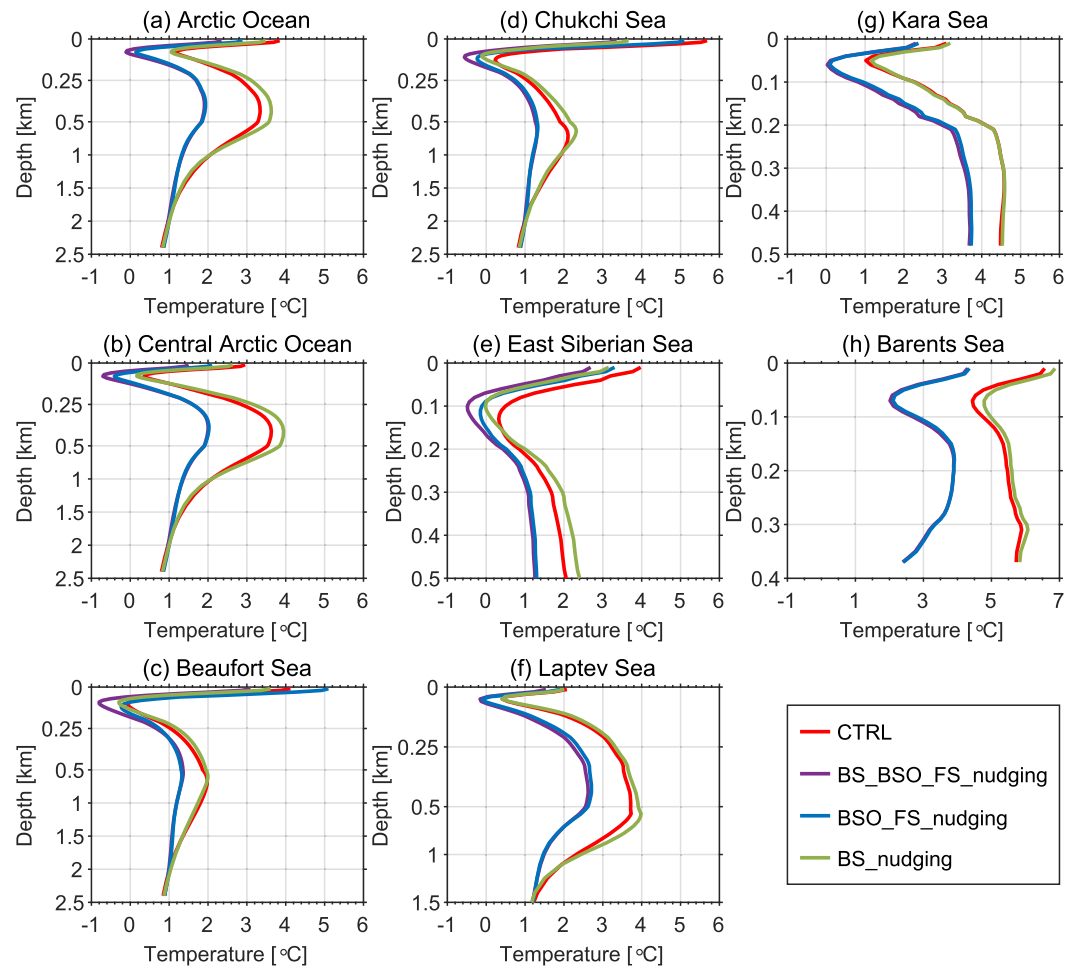 (a) Arctic Ocean
0
0.25
0.5
1
1.5
2
2.5
Depth [km]
-1 0 1 2 3 4 5 6
Temperature [ °C]
(d) Chukchi Sea
0
0.25
0.5
1
1.5
2
2.5
Depth [km]
-1 0 1 2 3 4 5 6
Temperature [ °C]
(g) Kara Sea
0
0.1
0.2
0.3
0.4
0.5
Depth [km]
-1 0 1 2 3 4 5 6
Temperature [ °C]
(b) Central Arctic Ocean
0
0.25
0.5
1
1.5
2
2.5
Depth [km]
-1 0 1 2 3 4 5 6
Temperature [ °C]
(e) East Siberian Sea
0
0.1
0.2
0.3
0.4
0.5
Depth [km]
-1 0 1 2 3 4 5 6
Temperature [ °C]
(h) Barents Sea
0
0.1
0.2
0.3
0.4
Depth [km]
-1 1 3 5 7
Temperature [ °C]
(c) Beaufort Sea
0
0.25
0.5
1
1.5
2
2.5
Depth [km]
-1 0 1 2 3 4 5 6
Temperature [ °C]
(f) Laptev Sea
0
0.25
0.5
1
1.5
Depth [km]
-1 0 1 2 3 4 5 6
Temperature [ °C]
CTRL
BS_BSO_FS_nudging
BSO_FS_nudging
BS_nudging